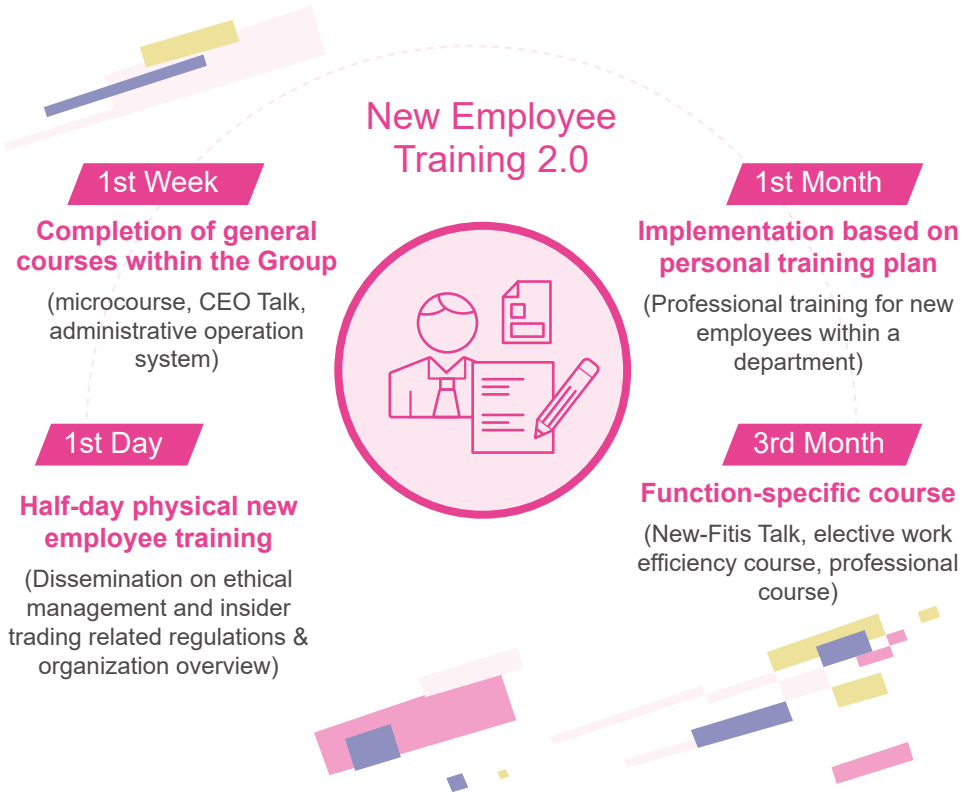 New Employee
Training 2.0
1st Week
Completion of general
courses within the Group
(microcourse, CEO Talk,
administrative operation
system)
1st Day
Half-day physical new
employee training
(Dissemination on ethical
management and insider
trading related regulations &
organization overview)
1st Month
Implementation based on
personal training plan
(Professional training for new
employees within a
department)
3rd Month
Function-specific course
(New-Fitis Talk, elective work
efficiency course, professional
course)